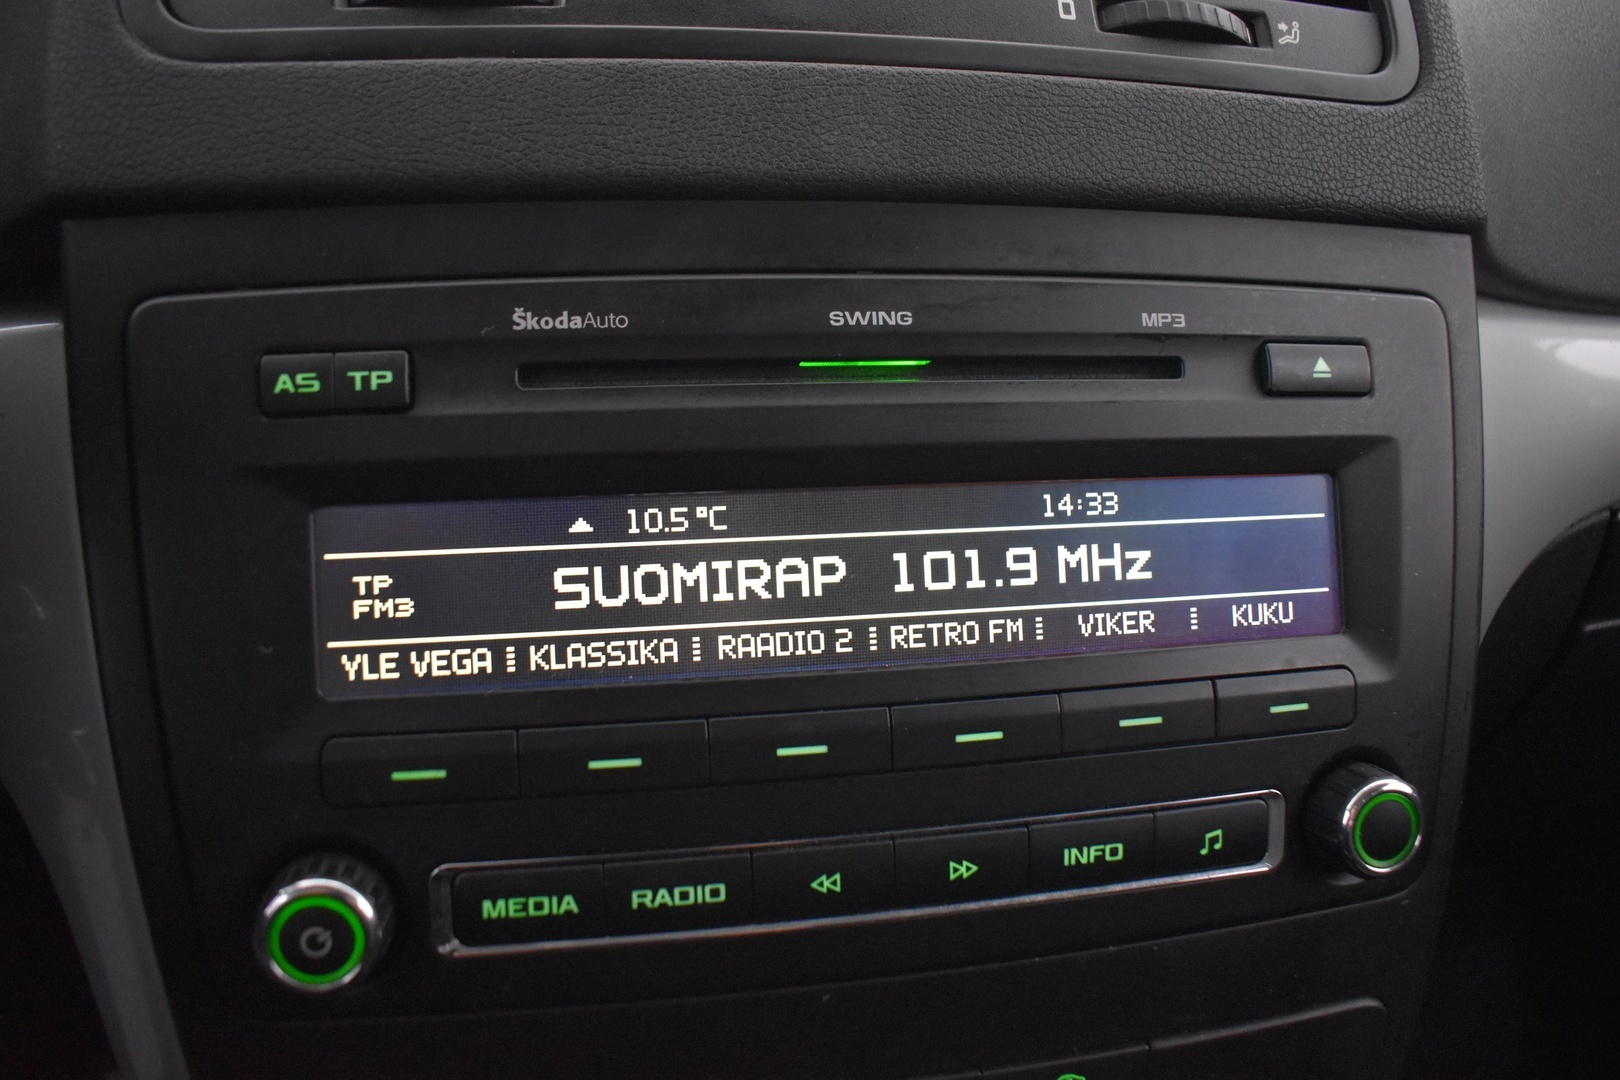 0
ŠkodaAuto SWING MP3
AS TP
10.5 °C 14:33
TP
FM3
SUOMIRAP 101.9 MHz
YLE VEGA KLASSIKA RAADIO 2 RETRO FM VIKER KUKU
MEDIA RADIO INFO